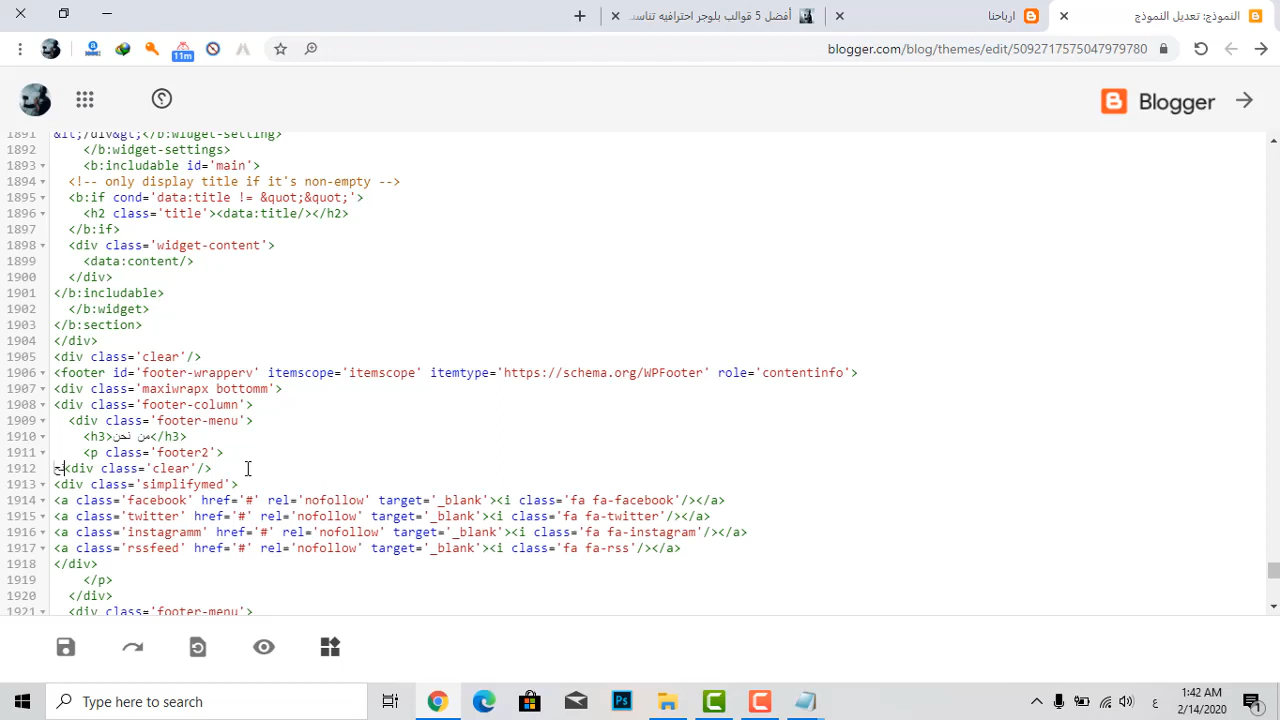 أفضل 5 قوالب بلوجر احترافيه تناسـ
ارباحنا
النموذج: تعديل النموذج
11m
blogger.com/blog/themes/edit/5092717575047979780
Blogger
1891 &lt;/div&gt;</b:widget-setting>
1892 </b:widget-settings>
1893 <b:includable id='main'>
1894 <!-- only display title if it's non-empty -->
1895 <b:if cond='data:title != &quot;&quot;'>
1896 <h2 class='title'><data:title/></h2>
1897 </b:if>
1898 <div class='widget-content'>
1899 <data:content/>
1900 </div>
1901 </b:includable>
1902 </b:widget>
1903 </b:section>
1904 </div>
1905 <div class='clear'/>
1906 <footer id='footer-wrapperv' itemscope='itemscope' itemtype='https://schema.org/WPFooter' role='contentinfo'>
1907 <div class='maxiwrapx bottomm'>
1908 <div class='footer-column'>
1909 <div class='footer-menu'>
1910 <h3>من نحن</h3>
1911 <p class='footer2'>
1912 <div class='clear'/>
1913 <div class='simplifymed'>
1914 <a class='facebook' href='#' rel='nofollow' target='_blank'><i class='fa fa-facebook'/></a>
1915 <a class='twitter' href='#' rel='nofollow' target='_blank'><i class='fa fa-twitter'/></a>
1916 <a class='instagramm' href='#' rel='nofollow' target='_blank'><i class='fa fa-instagram'/></a>
1917 <a class='rssfeed' href='#' rel='nofollow' target='_blank'><i class='fa fa-rss'/></a>
1918 </div>
1919 </p>
1920 </div>
1921 <div class='footer-menu'>
Type here to search
Ps
ع
1:42 AM
2/14/2020
1